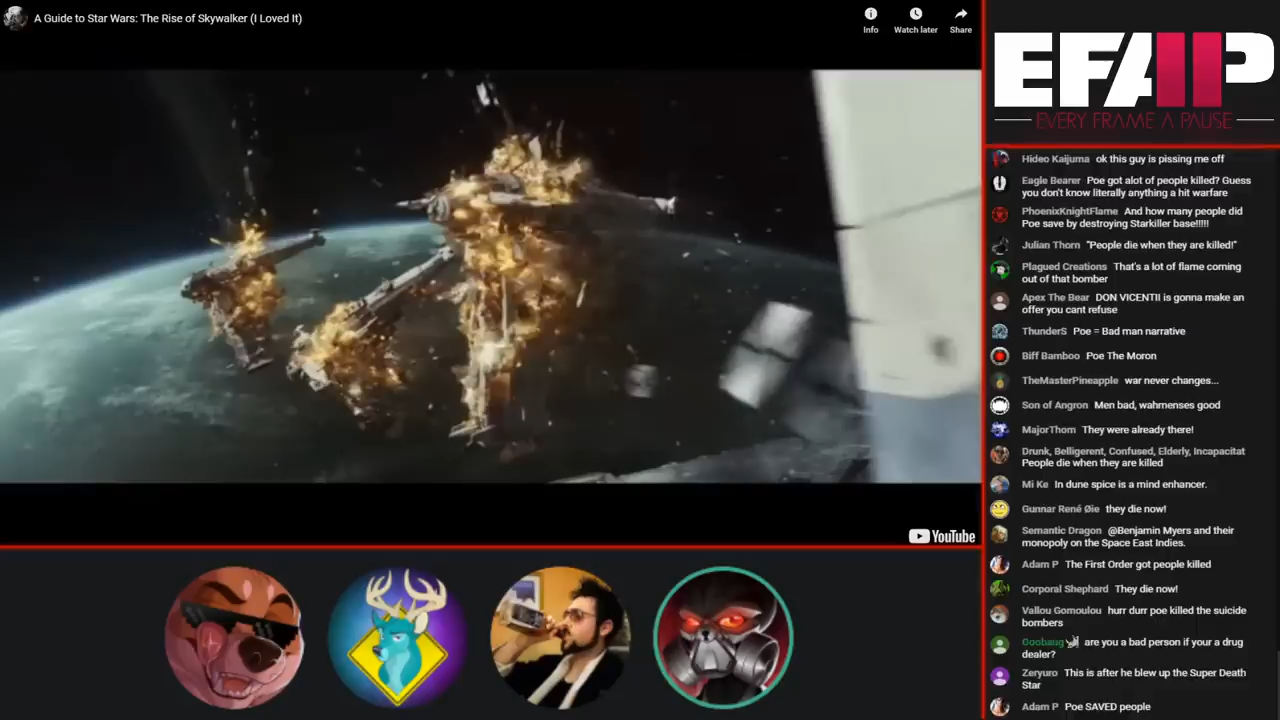 A Guide to Star Wars: The Rise of Skywalker (I Loved It)
Info
Watch later
Share
YouTube
EFAP
EVERY FRAME A PAUSE
Hideo Kaijuma ok this guy is pissing me off
Eagle Bearer Poe got alot of people killed? Guess
you don't know literally anything a hit warfare
PhoenixKnightFlame And how many people did
Poe save by destroying Starkiller base!!!!!
Julian Thorn "People die when they are killed!"
Plagued Creations That's a lot of flame coming
out of that bomber
Apex The Bear DON VICENTII is gonna make an
offer you cant refuse
ThunderS Poe = Bad man narrative
Biff Bamboo Poe The Moron
TheMasterPineapple war never changes...
Son of Angron Men bad, wahmenses good
MajorThom They were already there!
Drunk, Belligerent, Confused, Elderly, Incapacitat
People die when they are killed
Mi Ke In dune spice is a mind enhancer.
Gunnar René Øie they die now!
Semantic Dragon @Benjamin Myers and their
monopoly on the Space East Indies.
Adam P The First Order got people killed
Corporal Shephard They die now!
Vallou Gomoulou hurr durr poe killed the suicide
bombers
Goobaug are you a bad person if your a drug
dealer?
Zeryuro This is after he blew up the Super Death
Star
Adam P Poe SAVED people